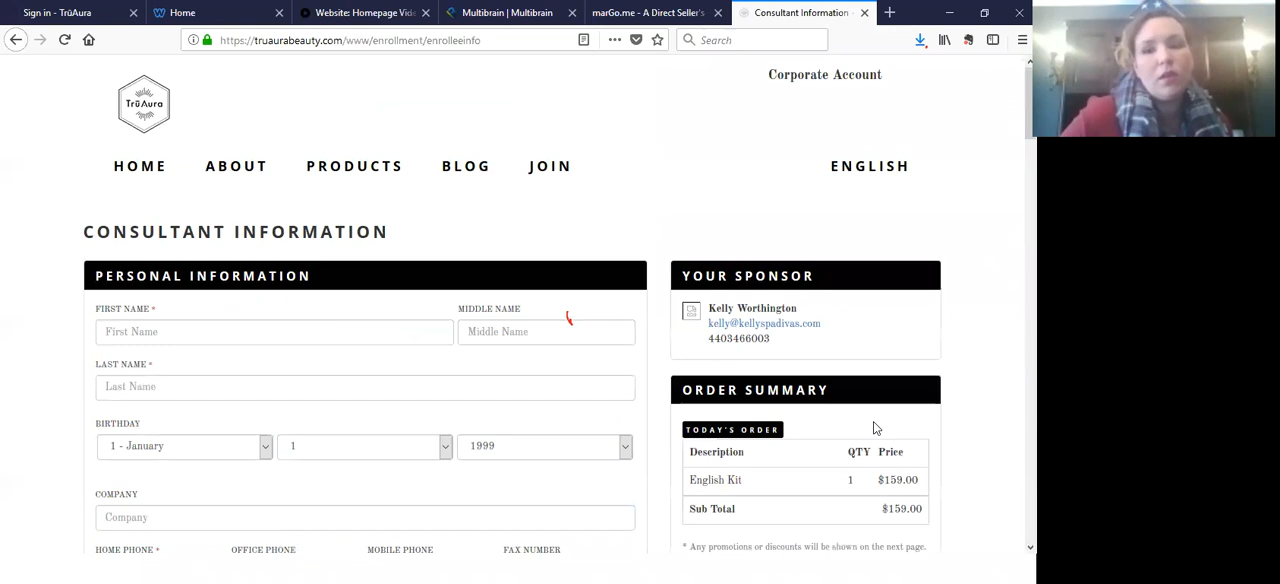 Sign in - TrüAura
Home
Website: Homepage Vide
Multibrain | Multibrain
marGo.me - A Direct Seller's
Consultant Information -
https://truaurabeauty.com/www/enrollment/enrolleeinfo
Search
Corporate Account
TrüAura
HOME ABOUT PRODUCTS BLOG JOIN ENGLISH
CONSULTANT INFORMATION
PERSONAL INFORMATION
FIRST NAME * MIDDLE NAME
First Name Middle Name
LAST NAME *
Last Name
BIRTHDAY
1 - January 1 1999
COMPANY
Company
HOME PHONE * OFFICE PHONE MOBILE PHONE FAX NUMBER
YOUR SPONSOR
Kelly Worthington
kelly@kellyspadivas.com
4403466003
ORDER SUMMARY
TODAY'S ORDER
Description QTY Price
English Kit 1 $159.00
Sub Total $159.00
* Any promotions or discounts will be shown on the next page.